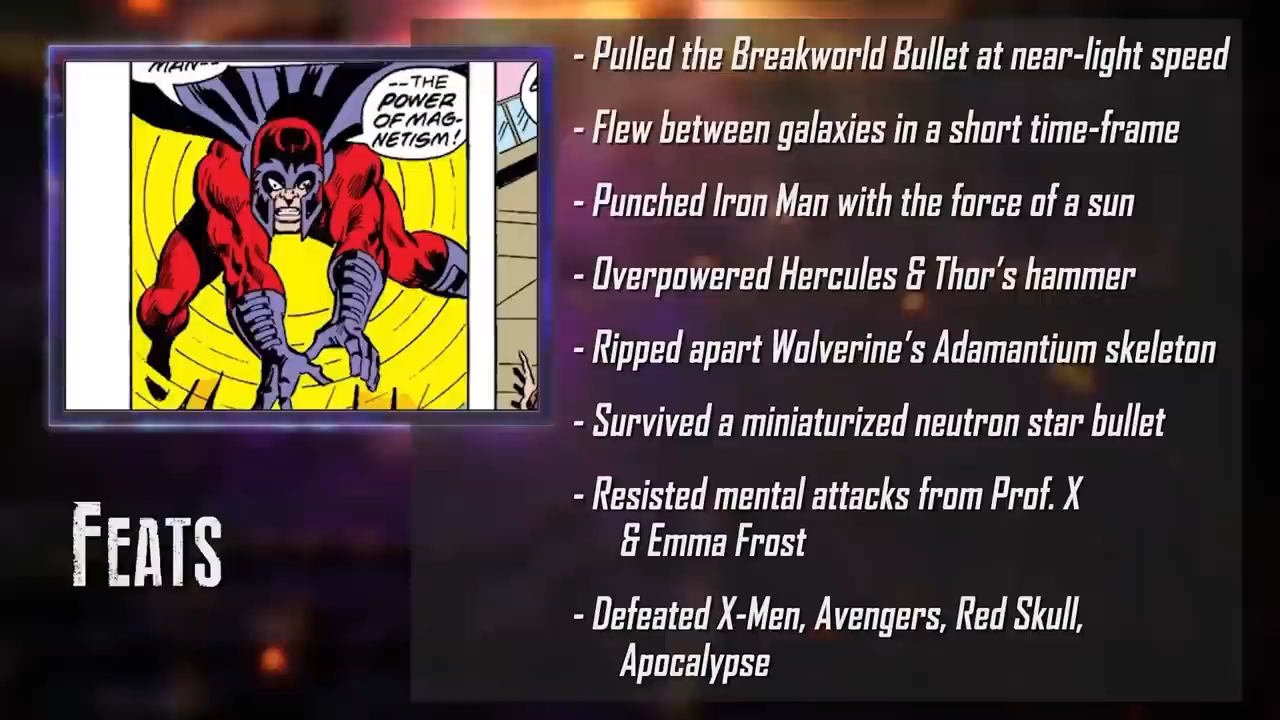 MAN--
--THE
POWER
OF MAG-
NETISM!
Feats
- Pulled the Breakworld Bullet at near-light speed
- Flew between galaxies in a short time-frame
- Punched Iron Man with the force of a sun
- Overpowered Hercules & Thor's hammer
- Ripped apart Wolverine's Adamantium skeleton
- Survived a miniaturized neutron star bullet
- Resisted mental attacks from Prof. X
& Emma Frost
- Defeated X-Men, Avengers, Red Skull,
Apocalypse